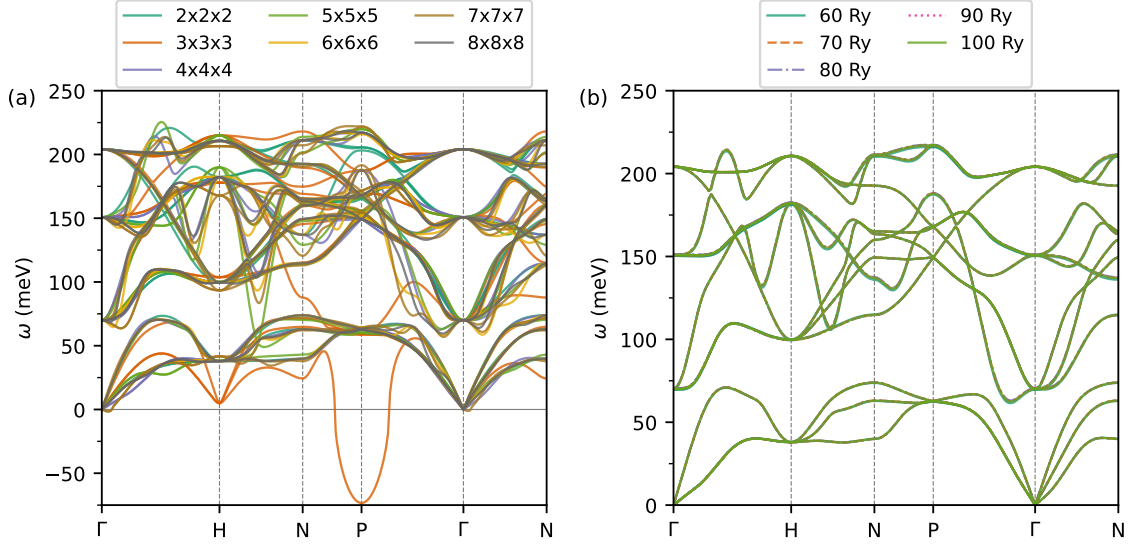 2x2x2 5x5x5 7x7x7
3x3x3 6x6x6 8x8x8
4x4x4
60 Ry 90 Ry
70 Ry 100 Ry
80 Ry
(a)
250
200
150
100
50
0
−50
ω (meV)
Γ H N P Γ N
(b)
250
200
150
100
50
0
ω (meV)
Γ H N P Γ N